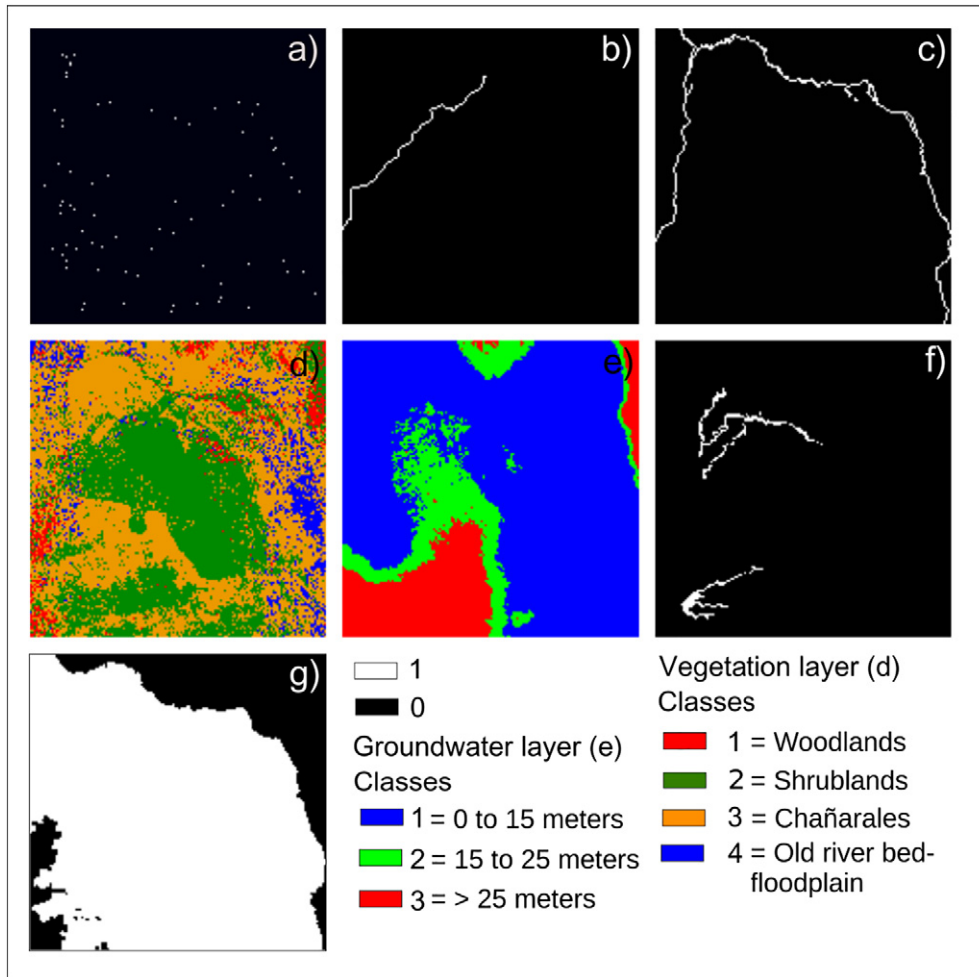 a)
b)
c)
d)
e)
f)
g)
1
0
Groundwater layer (e)
Classes
1 = 0 to 15 meters
2 = 15 to 25 meters
3 = > 25 meters
Vegetation layer (d)
Classes
1 = Woodlands
2 = Shrublands
3 = Chañarales
4 = Old river bed-
floodplain